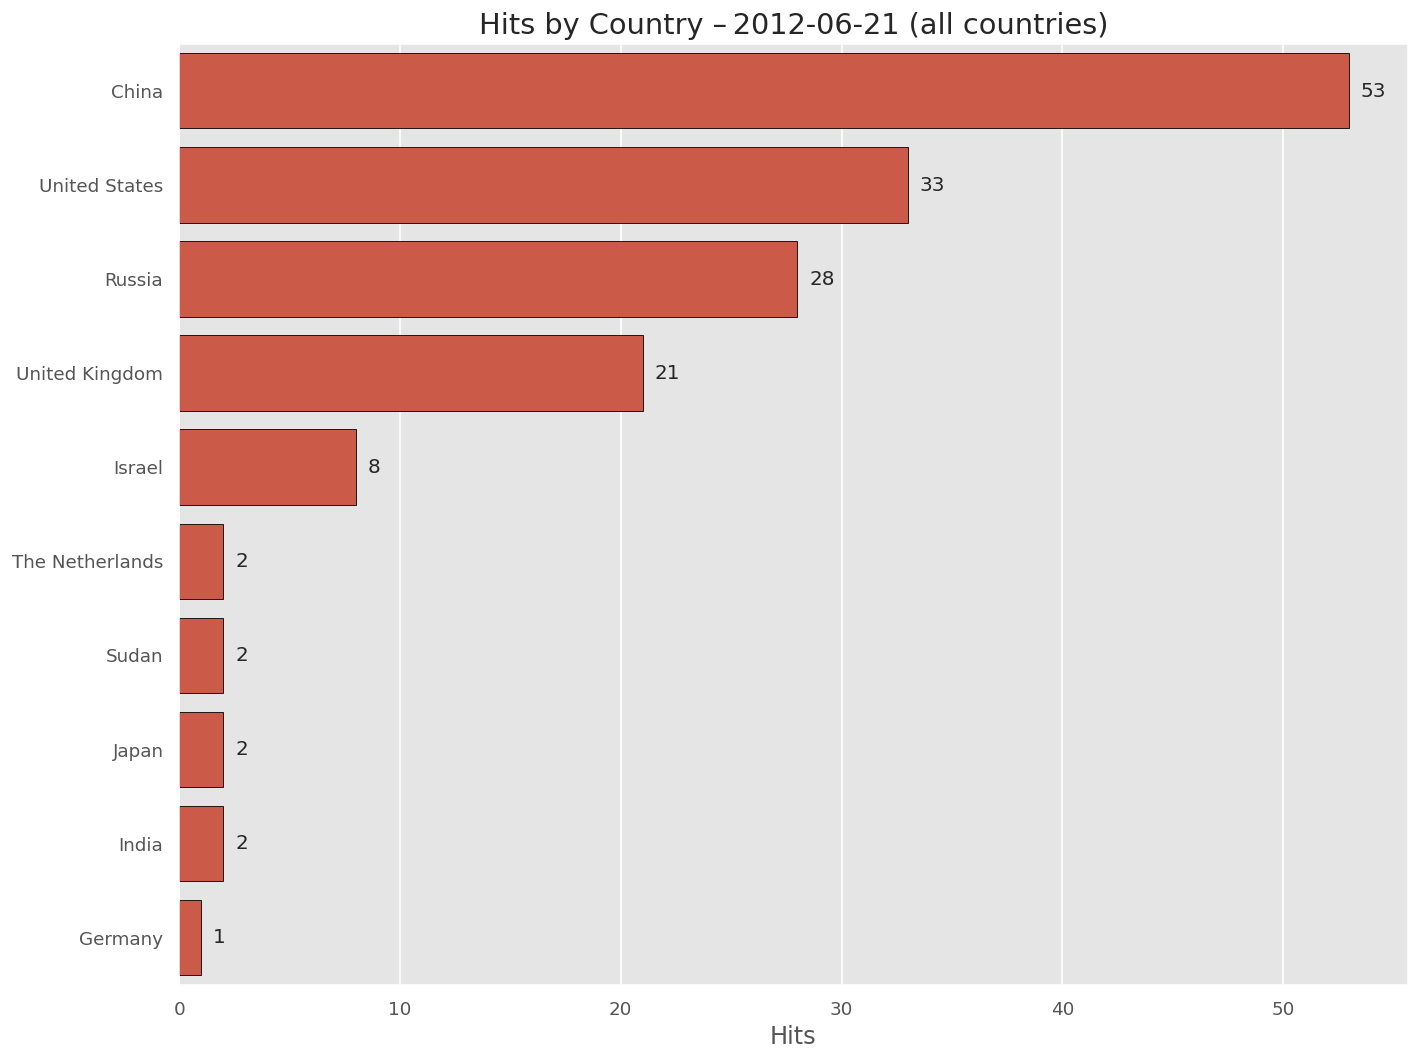 Hits by Country – 2012-06-21 (all countries)
China 53
United States 33
Russia 28
United Kingdom 21
Israel 8
The Netherlands 2
Sudan 2
Japan 2
India 2
Germany 1
0 10 20 30 40 50
Hits